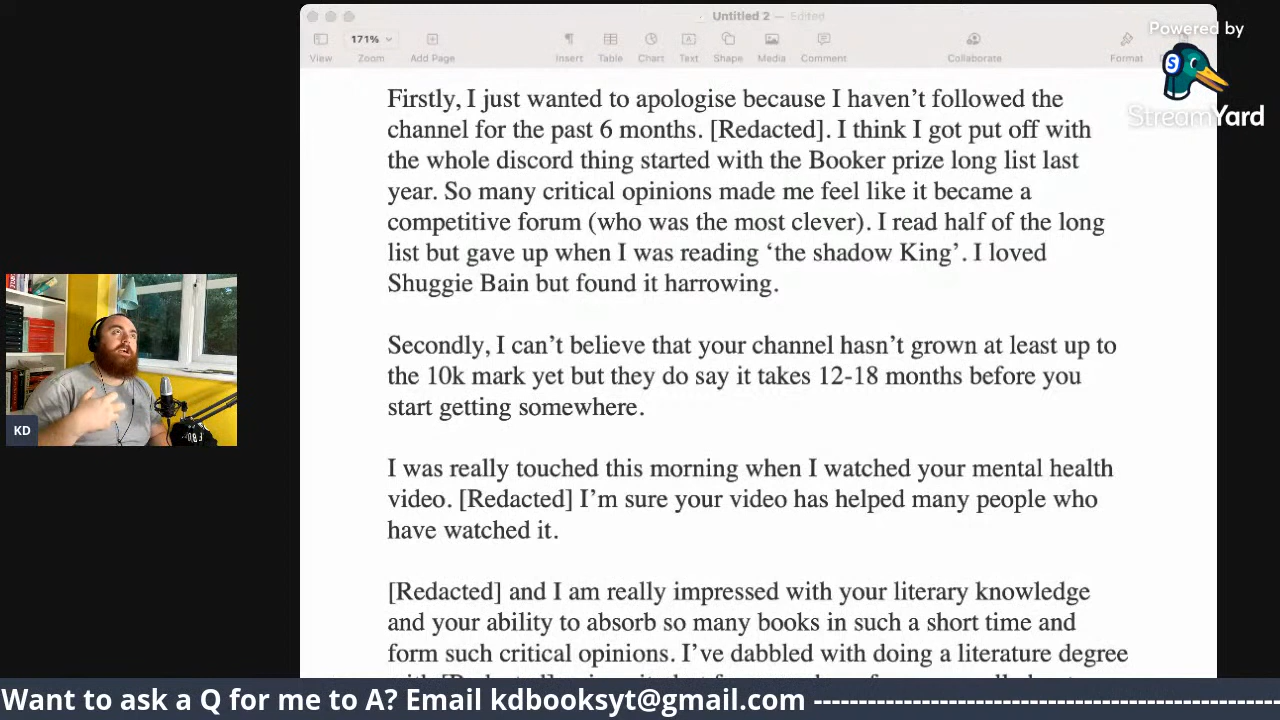 Untitled 2 — Edited
171%
View
Zoom
Add Page
Insert
Table
Chart
Text
Shape
Media
Comment
Collaborate
Format
Powered by
S
StreamYard
Firstly, I just wanted to apologise because I haven’t followed the
channel for the past 6 months. [Redacted]. I think I got put off with
the whole discord thing started with the Booker prize long list last
year. So many critical opinions made me feel like it became a
competitive forum (who was the most clever). I read half of the long
list but gave up when I was reading ‘the shadow King’. I loved
Shuggie Bain but found it harrowing.
Secondly, I can’t believe that your channel hasn’t grown at least up to
the 10k mark yet but they do say it takes 12-18 months before you
start getting somewhere.
I was really touched this morning when I watched your mental health
video. [Redacted] I’m sure your video has helped many people who
have watched it.
[Redacted] and I am really impressed with your literary knowledge
and your ability to absorb so many books in such a short time and
form such critical opinions. I’ve dabbled with doing a literature degree
KD
Want to ask a Q for me to A? Email kdbooksyt@gmail.com